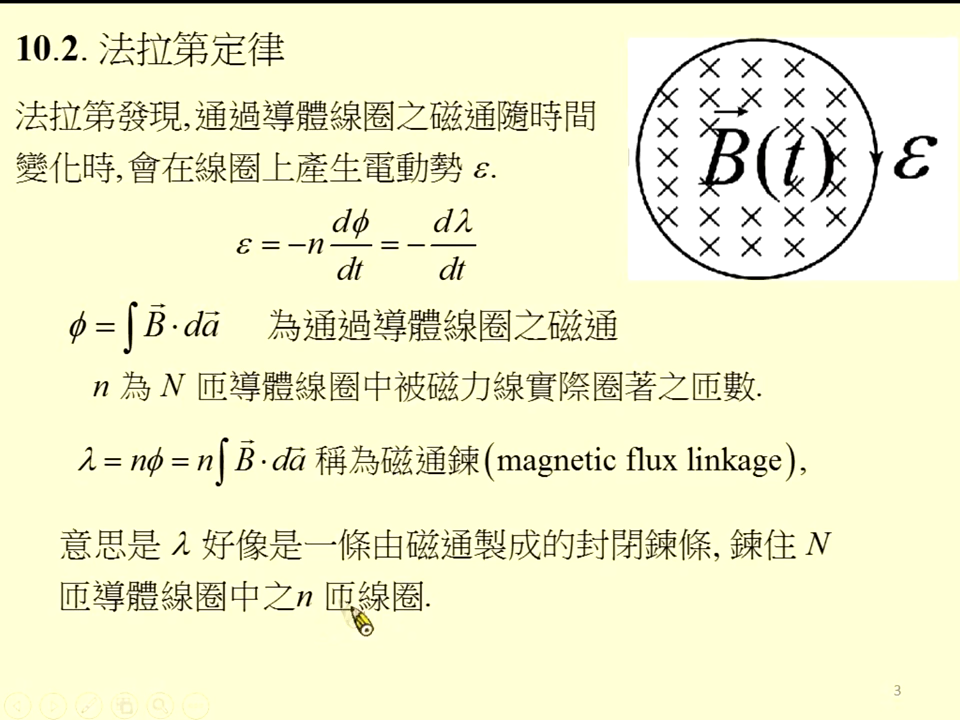 10.2. 法拉第定律
法拉第發現,通過導體線圈之磁通隨時間
變化時,會在線圈上產生電動勢 ε.
ε = −n dϕ/dt = − dλ/dt
ϕ = ∫ B⃗ · da⃗ 為通過導體線圈之磁通
n 為 N 匝導體線圈中被磁力線實際圈著之匝數.
λ = nϕ = n∫ B⃗ · da⃗ 稱為磁通鍊(magnetic flux linkage),
意思是 λ 好像是一條由磁通製成的封閉鍊條, 鍊住 N
匝導體線圈中之n 匝線圈.
B⃗(t) ε
3